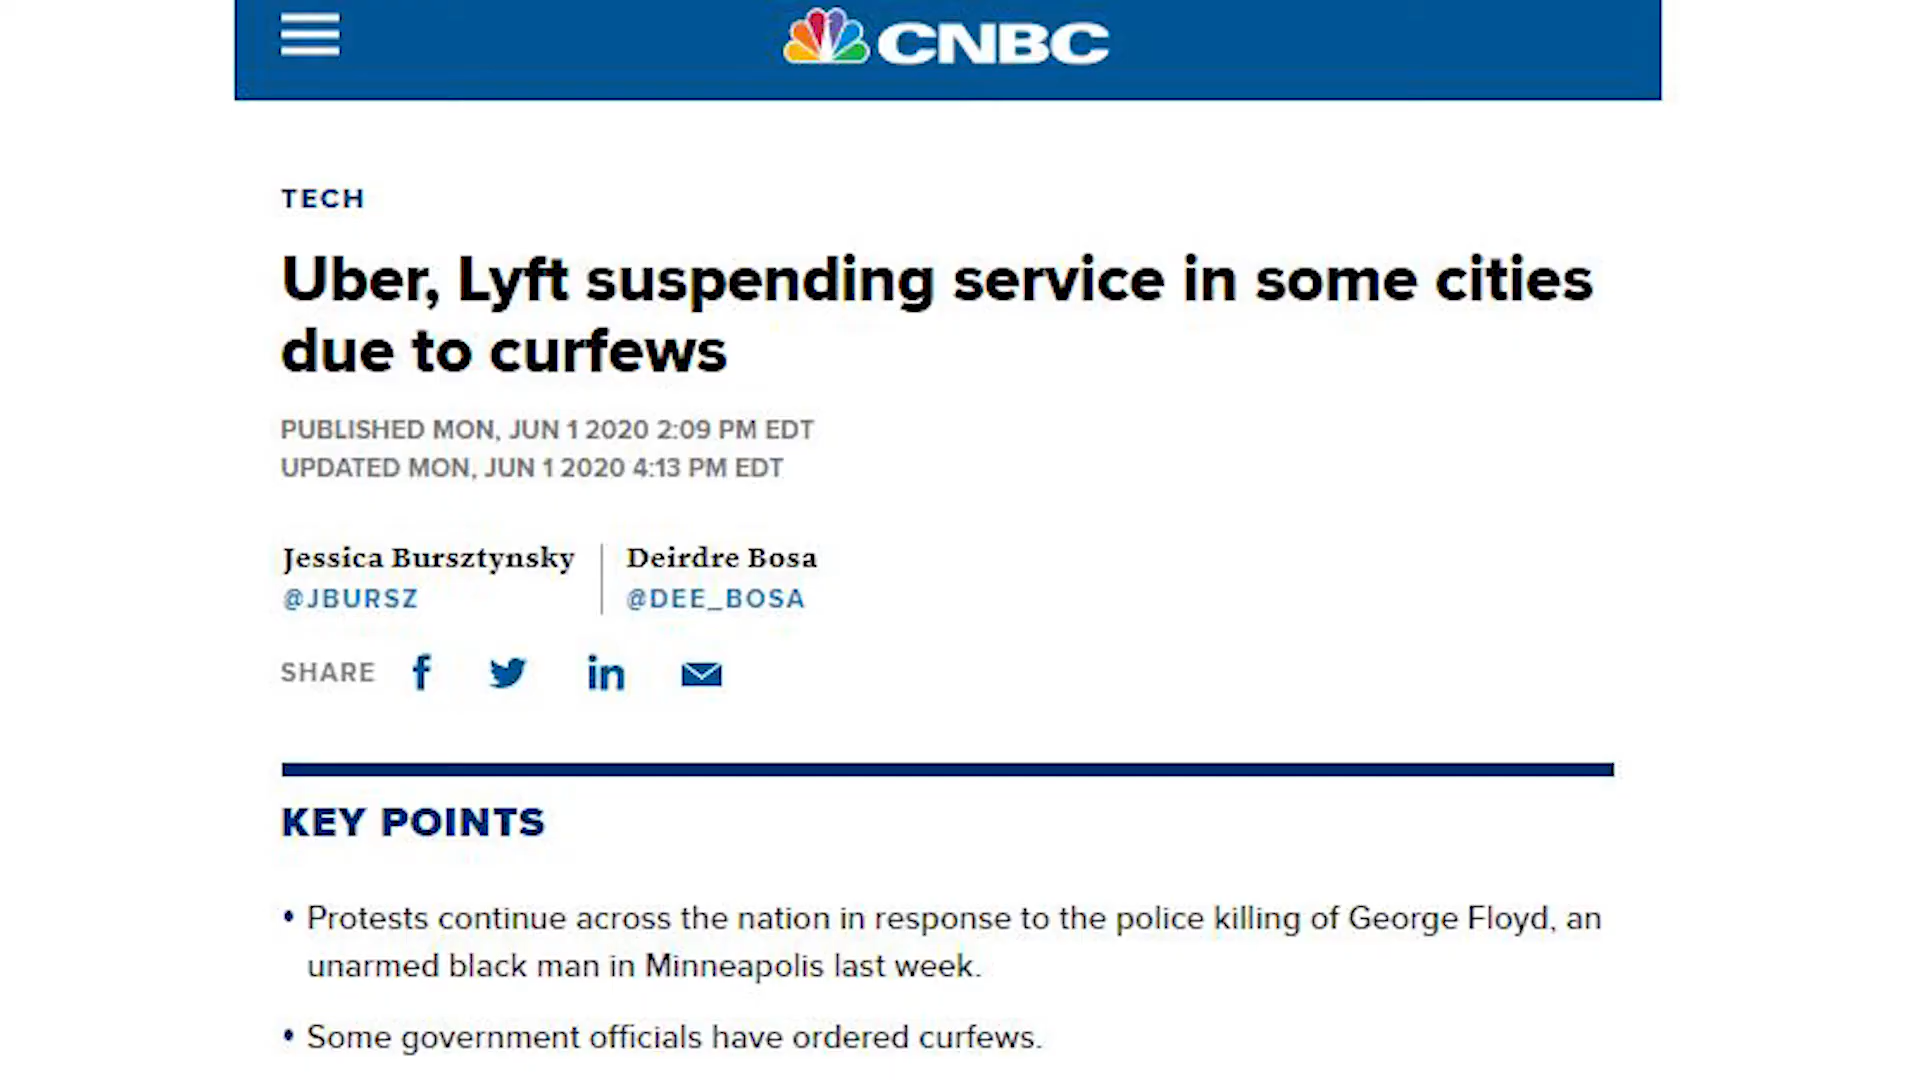 CNBC
TECH
Uber, Lyft suspending service in some cities
due to curfews
PUBLISHED MON, JUN 1 2020 2:09 PM EDT
UPDATED MON, JUN 1 2020 4:13 PM EDT
Jessica Bursztynsky
@JBURSZ
Deirdre Bosa
@DEE_BOSA
SHARE f in
KEY POINTS
• Protests continue across the nation in response to the police killing of George Floyd, an
unarmed black man in Minneapolis last week.
• Some government officials have ordered curfews.